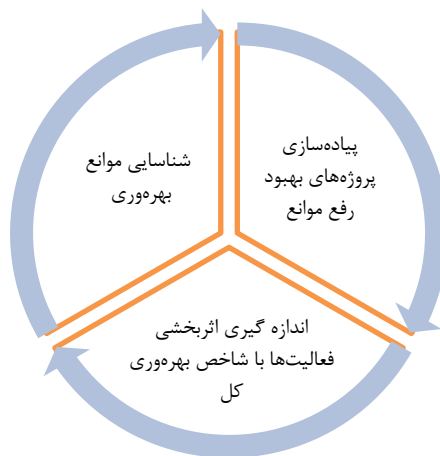 شناسایی موانع
بهره‌وری
پیاده‌سازی
پروژه‌های بهبود
رفع موانع
اندازه گیری اثربخشی
فعالیت‌ها با شاخص بهره‌وری
کل